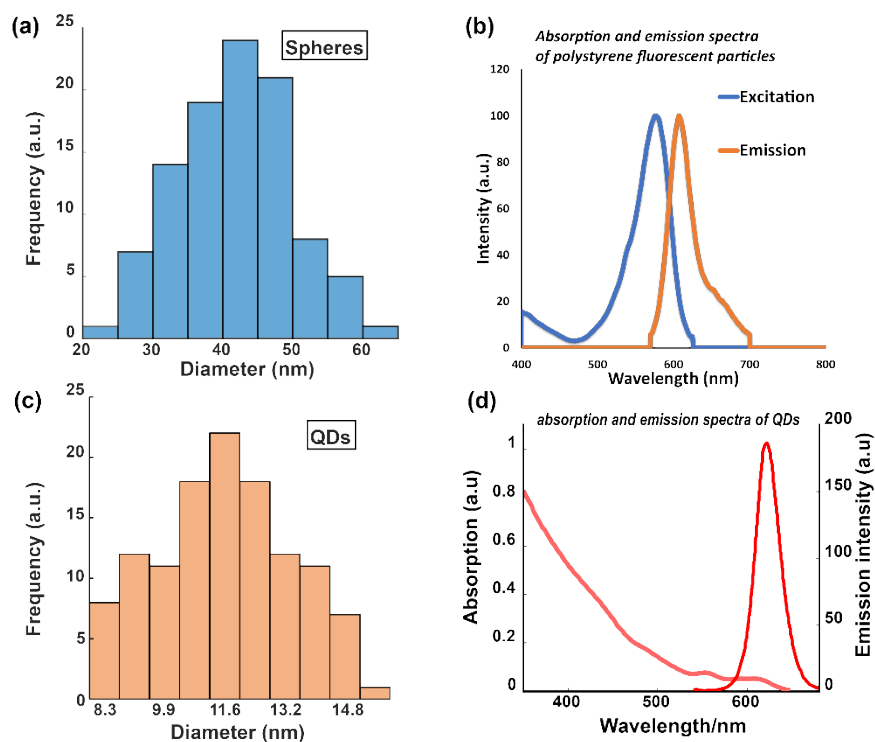 (a)
Spheres
25
20
15
10
5
0
Frequency (a.u.)
20 30 40 50 60
Diameter (nm)
(b)
Absorption and emission spectra
of polystyrene fluorescent particles
120
100
80
60
40
20
0
Intensity (a.u.)
Excitation
Emission
400 500 600 700 800
Wavelength (nm)
(c)
QDs
25
20
15
10
5
0
Frequency (a.u.)
8.3 9.9 11.6 13.2 14.8
Diameter (nm)
(d)
absorption and emission spectra of QDs
1
0.8
0.6
0.4
0.2
0
Absorption (a.u)
200
150
100
50
0
Emission intensity (a.u)
400 500 600
Wavelength/nm